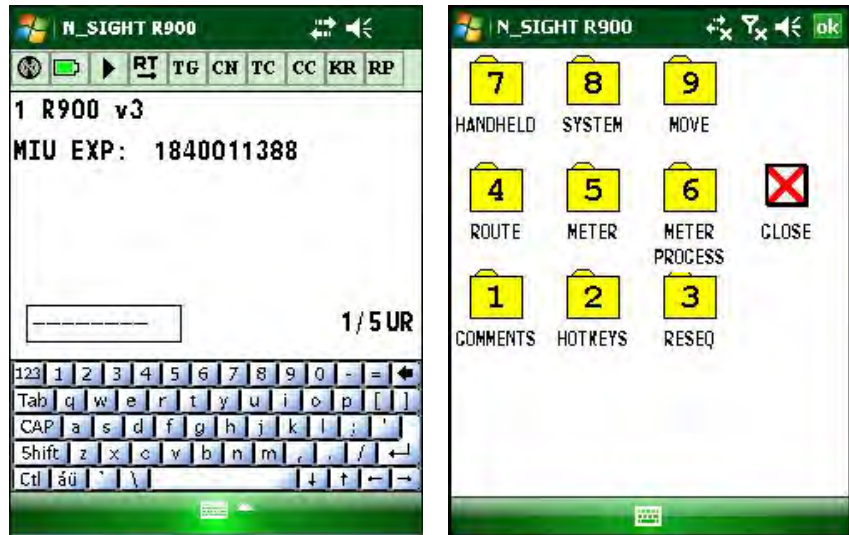 N_SIGHT R900
RT TG CN TC CC KR RP
1 R900 v3
MIU EXP: 1840011388
-------- 1/5UR
123 1 2 3 4 5 6 7 8 9 0 - =
Tab q w e r t y u i o p [ ]
CAP a s d f g h j k l ; '
Shift z x c v b n m , . /
Ctl áü ` \
N_SIGHT R900 ok
7 8 9
HANDHELD SYSTEM MOVE
4 5 6
ROUTE METER METER PROCESS CLOSE
1 2 3
COMMENTS HOTKEYS RESEQ